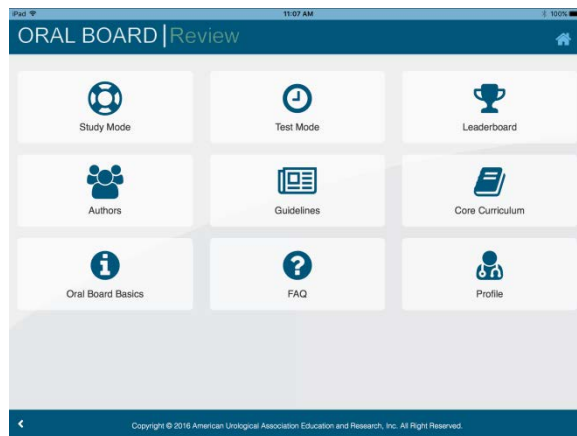 iPad 11:07 AM 100%
ORAL BOARD|Review
Study Mode Test Mode Leaderboard
Authors Guidelines Core Curriculum
Oral Board Basics FAQ Profile
Copyright © 2016 American Urological Association Education and Research, Inc. All Right Reserved.